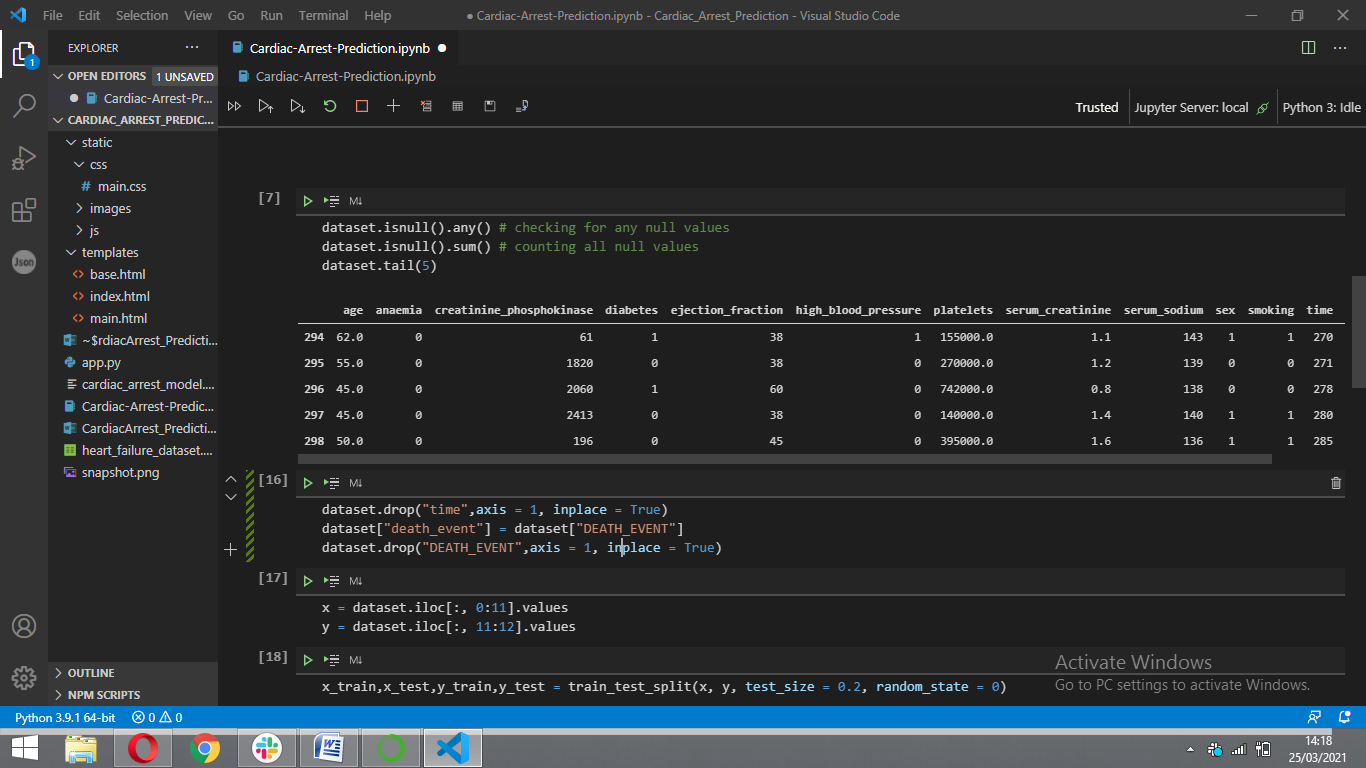 File Edit Selection View Go Run Terminal Help
● Cardiac-Arrest-Prediction.ipynb - Cardiac_Arrest_Prediction - Visual Studio Code
EXPLORER ···
OPEN EDITORS 1 UNSAVED
Cardiac-Arrest-Pr...
CARDIAC_ARREST_PREDIC...
static
css
# main.css
images
js
templates
<> base.html
<> index.html
<> main.html
~$rdiacArrest_Predicti...
app.py
cardiac_arrest_model....
Cardiac-Arrest-Predic...
CardiacArrest_Predicti...
heart_failure_dataset....
snapshot.png
OUTLINE
NPM SCRIPTS
1
Json
Cardiac-Arrest-Prediction.ipynb ●
Cardiac-Arrest-Prediction.ipynb
Trusted Jupyter Server: local Python 3: Idle
[7] M↓
dataset.isnull().any() # checking for any null values
dataset.isnull().sum() # counting all null values
dataset.tail(5)
age anaemia creatinine_phosphokinase diabetes ejection_fraction high_blood_pressure platelets serum_creatinine serum_sodium sex smoking time
294 62.0 0 61 1 38 1 155000.0 1.1 143 1 1 270
295 55.0 0 1820 0 38 0 270000.0 1.2 139 0 0 271
296 45.0 0 2060 1 60 0 742000.0 0.8 138 0 0 278
297 45.0 0 2413 0 38 0 140000.0 1.4 140 1 1 280
298 50.0 0 196 0 45 0 395000.0 1.6 136 1 1 285
[16] M↓
dataset.drop("time",axis = 1, inplace = True)
dataset["death_event"] = dataset["DEATH_EVENT"]
dataset.drop("DEATH_EVENT",axis = 1, inplace = True)
[17] M↓
x = dataset.iloc[:, 0:11].values
y = dataset.iloc[:, 11:12].values
[18] M↓
x_train,x_test,y_train,y_test = train_test_split(x, y, test_size = 0.2, random_state = 0)
Activate Windows
Go to PC settings to activate Windows.
Python 3.9.1 64-bit 0 0
14:18
25/03/2021